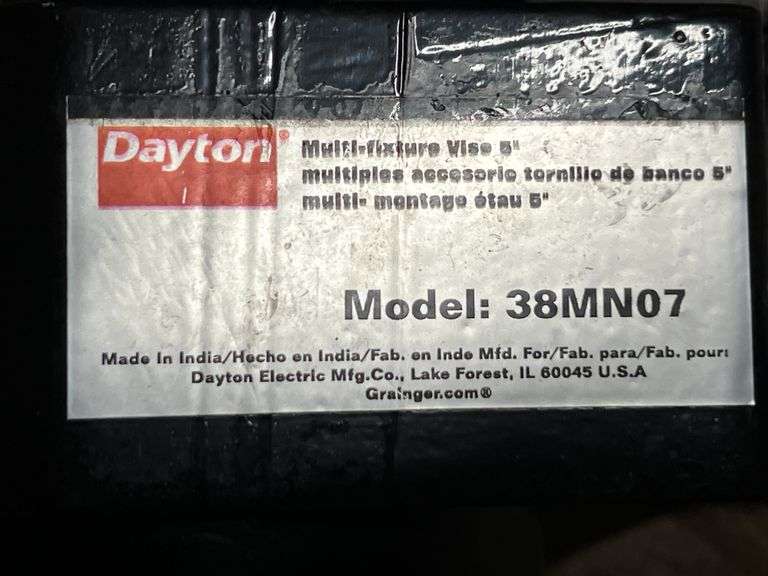 Dayton®
Multi-fixture Vise 5"
multiples accesorio tornillo de banco 5"
multi- montage étau 5"
Model: 38MN07
Made In India/Hecho en India/Fab. en Inde Mfd. For/Fab. para/Fab. pour:
Dayton Electric Mfg.Co., Lake Forest, IL 60045 U.S.A
Grainger.com®